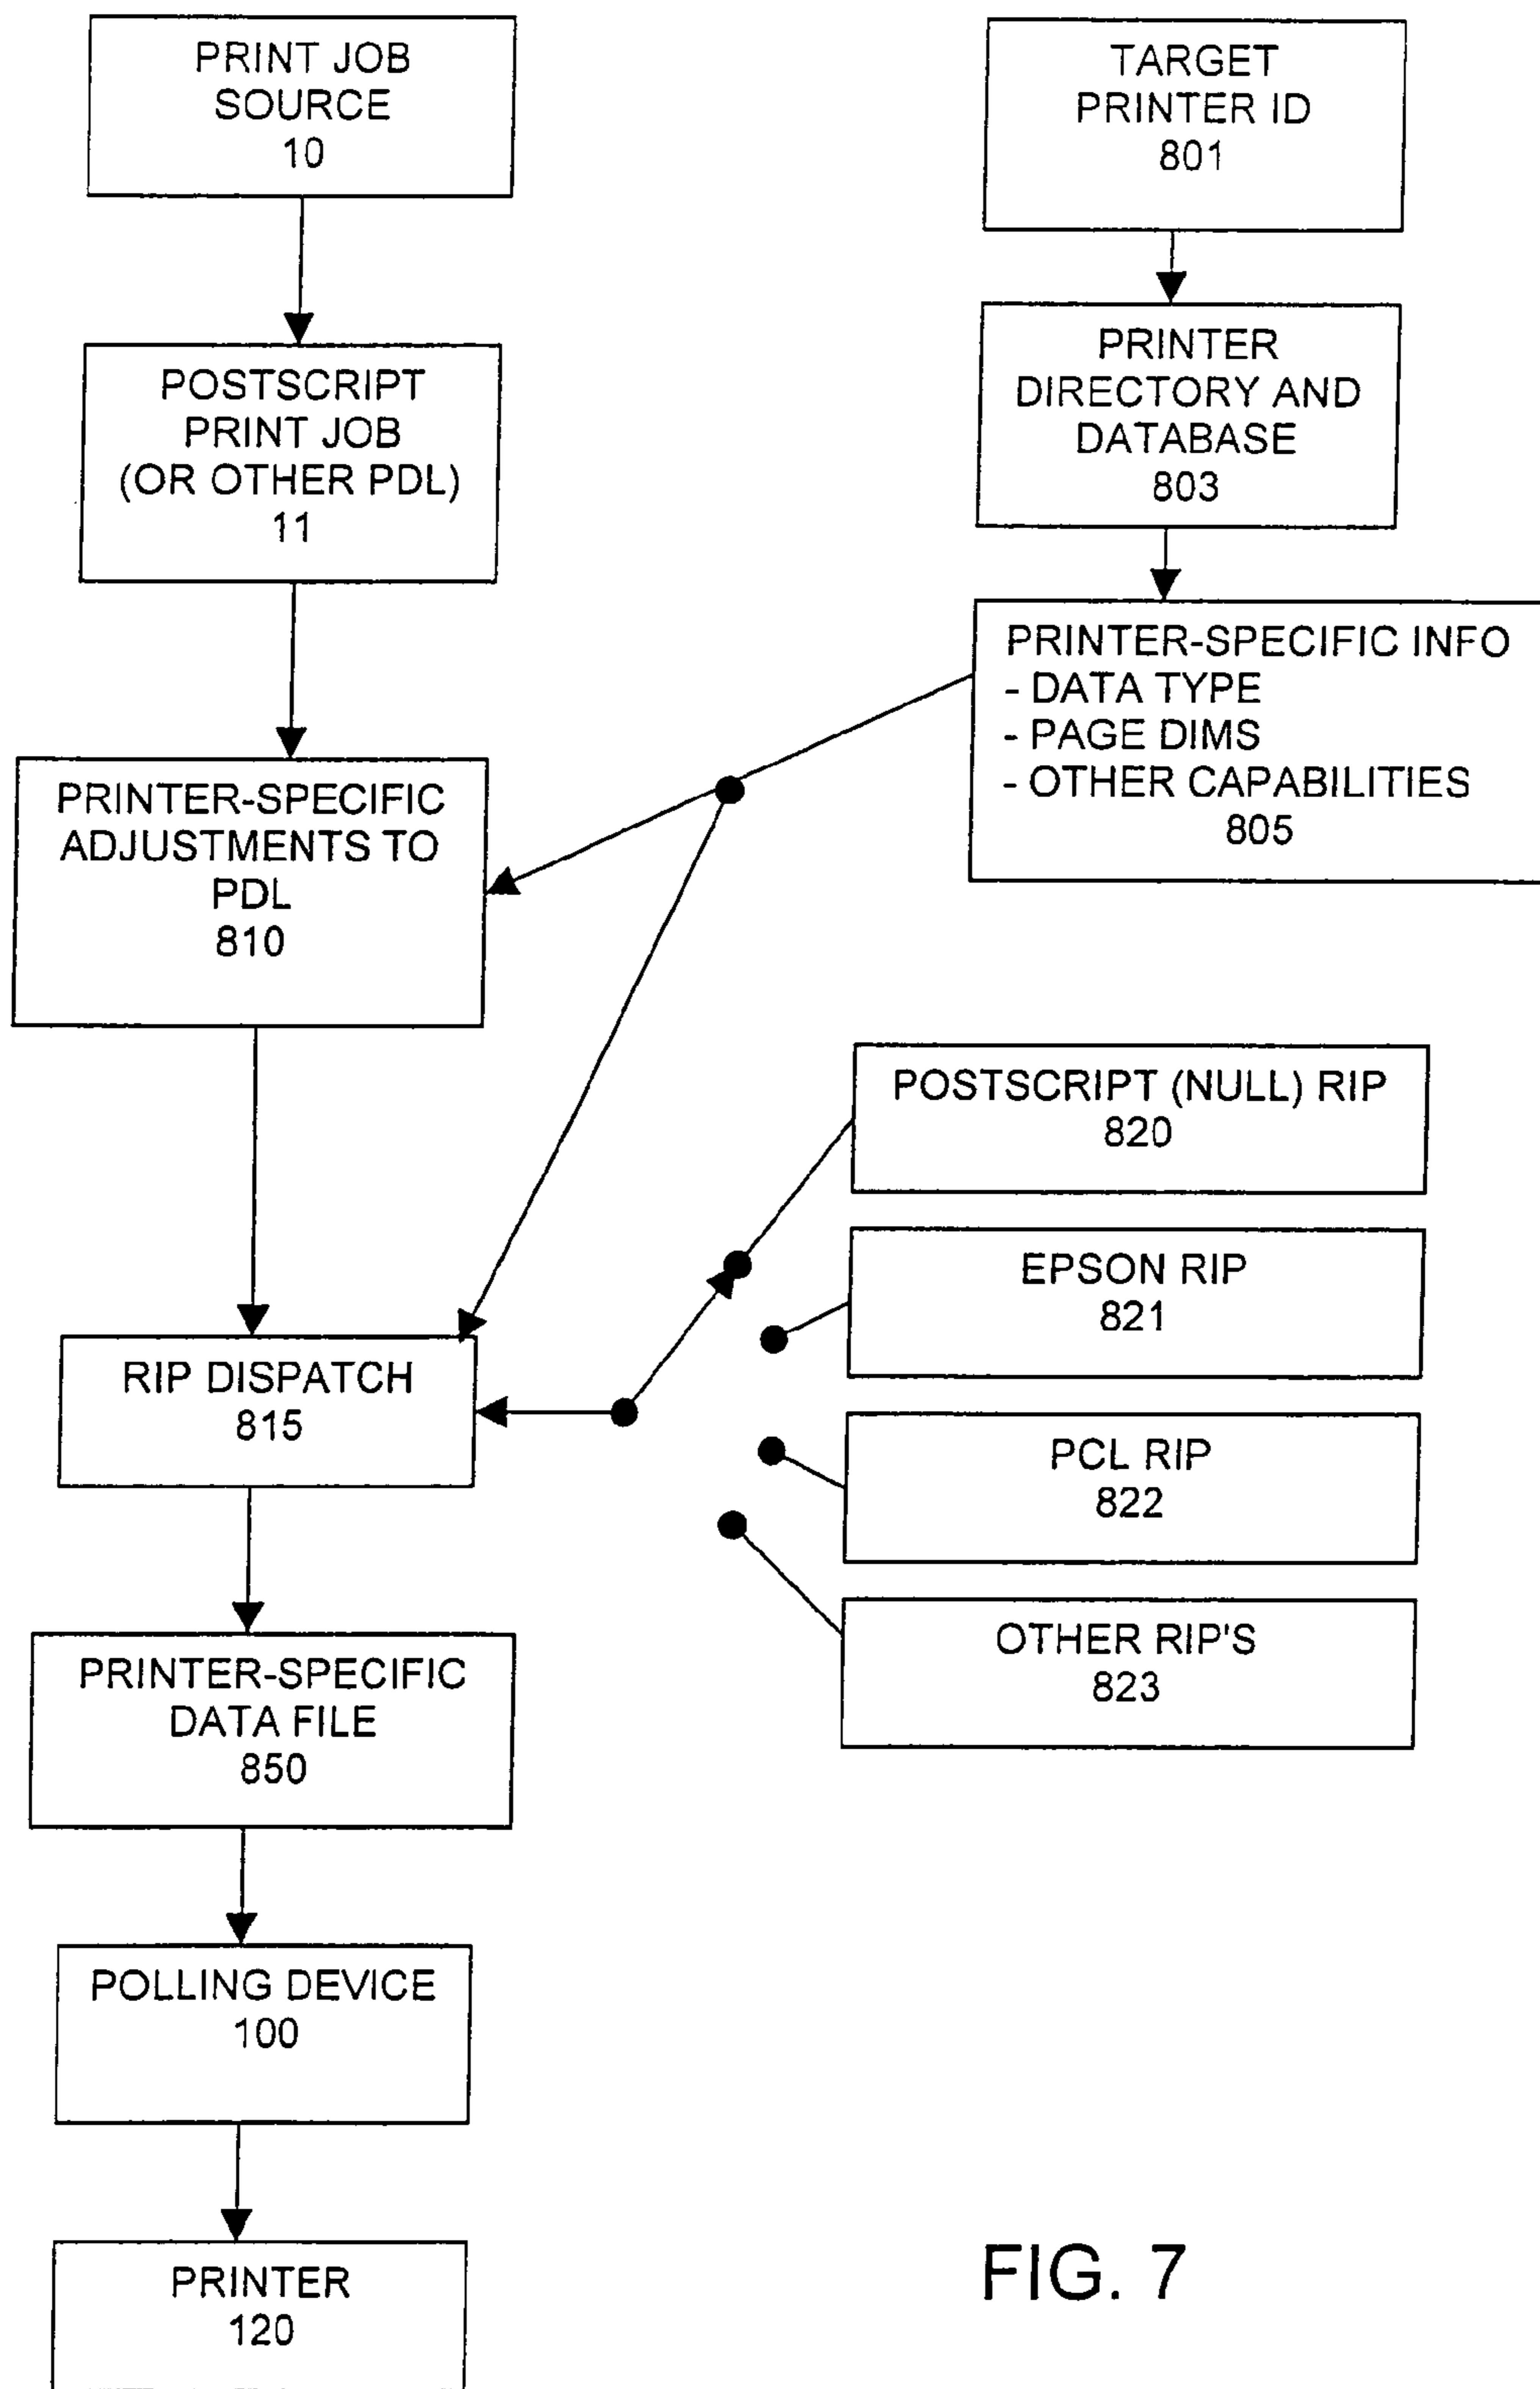 PRINT JOB
SOURCE
10
POSTSCRIPT
PRINT JOB
(OR OTHER PDL)
11
PRINTER-SPECIFIC
ADJUSTMENTS TO
PDL
810
RIP DISPATCH
815
PRINTER-SPECIFIC
DATA FILE
850
POLLING DEVICE
100
PRINTER
120
TARGET
PRINTER ID
801
PRINTER
DIRECTORY AND
DATABASE
803
PRINTER-SPECIFIC INFO
- DATA TYPE
- PAGE DIMS
- OTHER CAPABILITIES
805
POSTSCRIPT (NULL) RIP
820
EPSON RIP
821
PCL RIP
822
OTHER RIP'S
823
FIG. 7